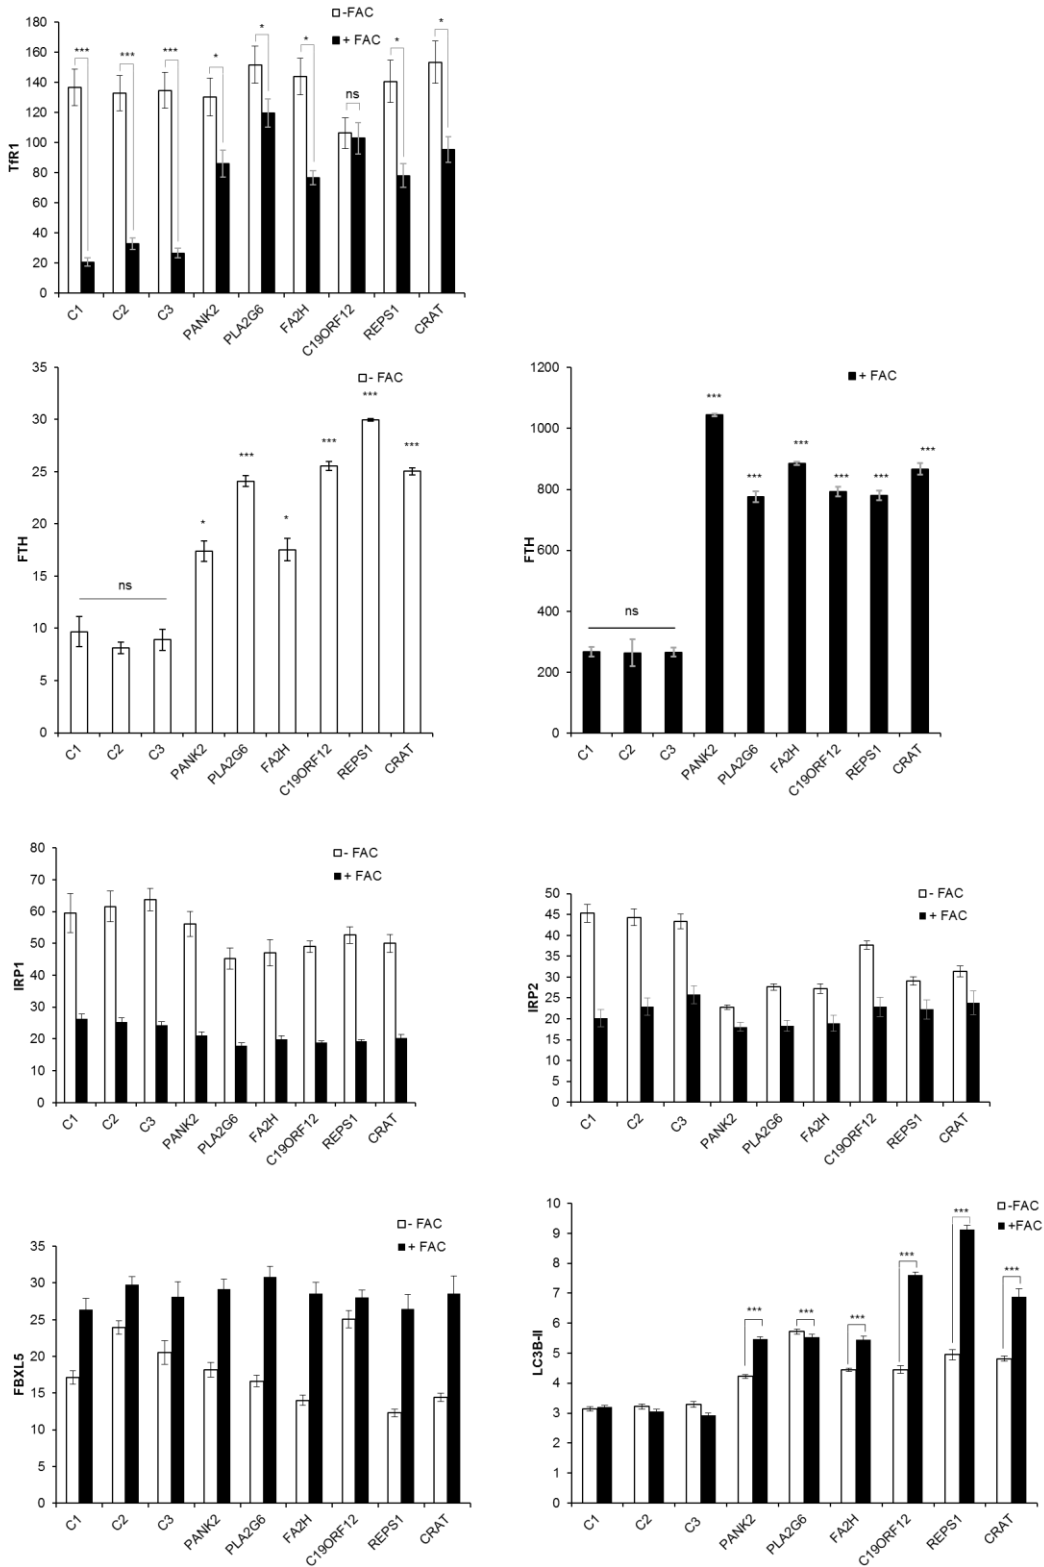 -FAC
+ FAC
TfR1
180
160
140
120
100
80
60
40
20
0
*** *** *** * * * ns * *
C1 C2 C3 PANK2 PLA2G6 FA2H C19ORF12 REPS1 CRAT
- FAC
FTH
35
30
25
20
15
10
5
0
ns * *** * *** *** ***
C1 C2 C3 PANK2 PLA2G6 FA2H C19ORF12 REPS1 CRAT
+ FAC
FTH
1200
1000
800
600
400
200
0
ns *** *** *** *** *** ***
C1 C2 C3 PANK2 PLA2G6 FA2H C19ORF12 REPS1 CRAT
- FAC
+ FAC
IRP1
80
70
60
50
40
30
20
10
0
C1 C2 C3 PANK2 PLA2G6 FA2H C19ORF12 REPS1 CRAT
- FAC
+ FAC
IRP2
50
45
40
35
30
25
20
15
10
5
0
C1 C2 C3 PANK2 PLA2G6 FA2H C19ORF12 REPS1 CRAT
- FAC
+ FAC
FBXL5
35
30
25
20
15
10
5
0
C1 C2 C3 PANK2 PLA2G6 FA2H C19ORF12 REPS1 CRAT
-FAC
+FAC
LC3B-II
10
9
8
7
6
5
4
3
2
1
0
*** *** *** *** *** ***
C1 C2 C3 PANK2 PLA2G6 FA2H C19ORF12 REPS1 CRAT